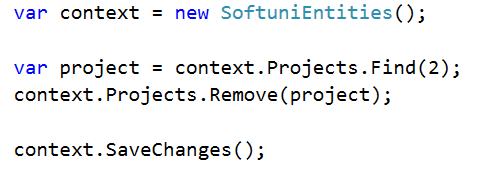 var context = new SoftuniEntities();
var project = context.Projects.Find(2);
context.Projects.Remove(project);
context.SaveChanges();